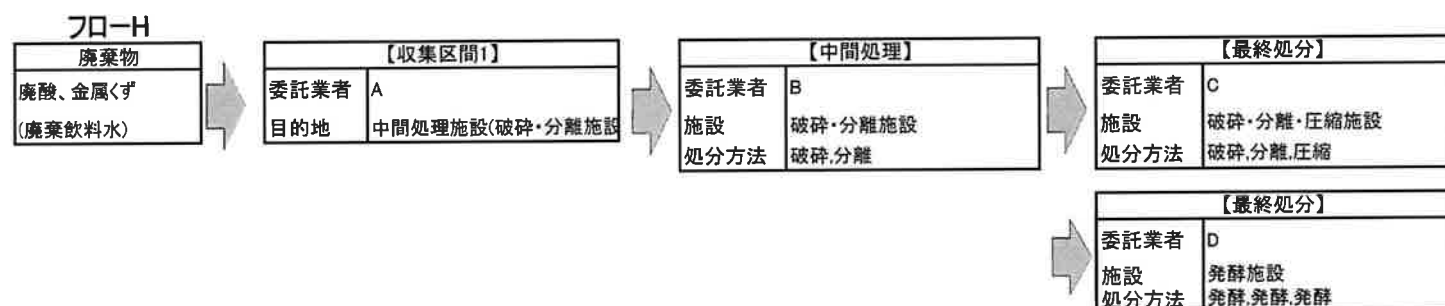 フローH
廃棄物
廃酸、金属くず
(廃棄飲料水)
【収集区間1】
委託業者 A
目的地 中間処理施設(破砕・分離施設
【中間処理】
委託業者 B
施設 破砕・分離施設
処分方法 破砕,分離
【最終処分】
委託業者 C
施設 破砕・分離・圧縮施設
処分方法 破砕,分離,圧縮
【最終処分】
委託業者 D
施設 発酵施設
処分方法 発酵,発酵,発酵